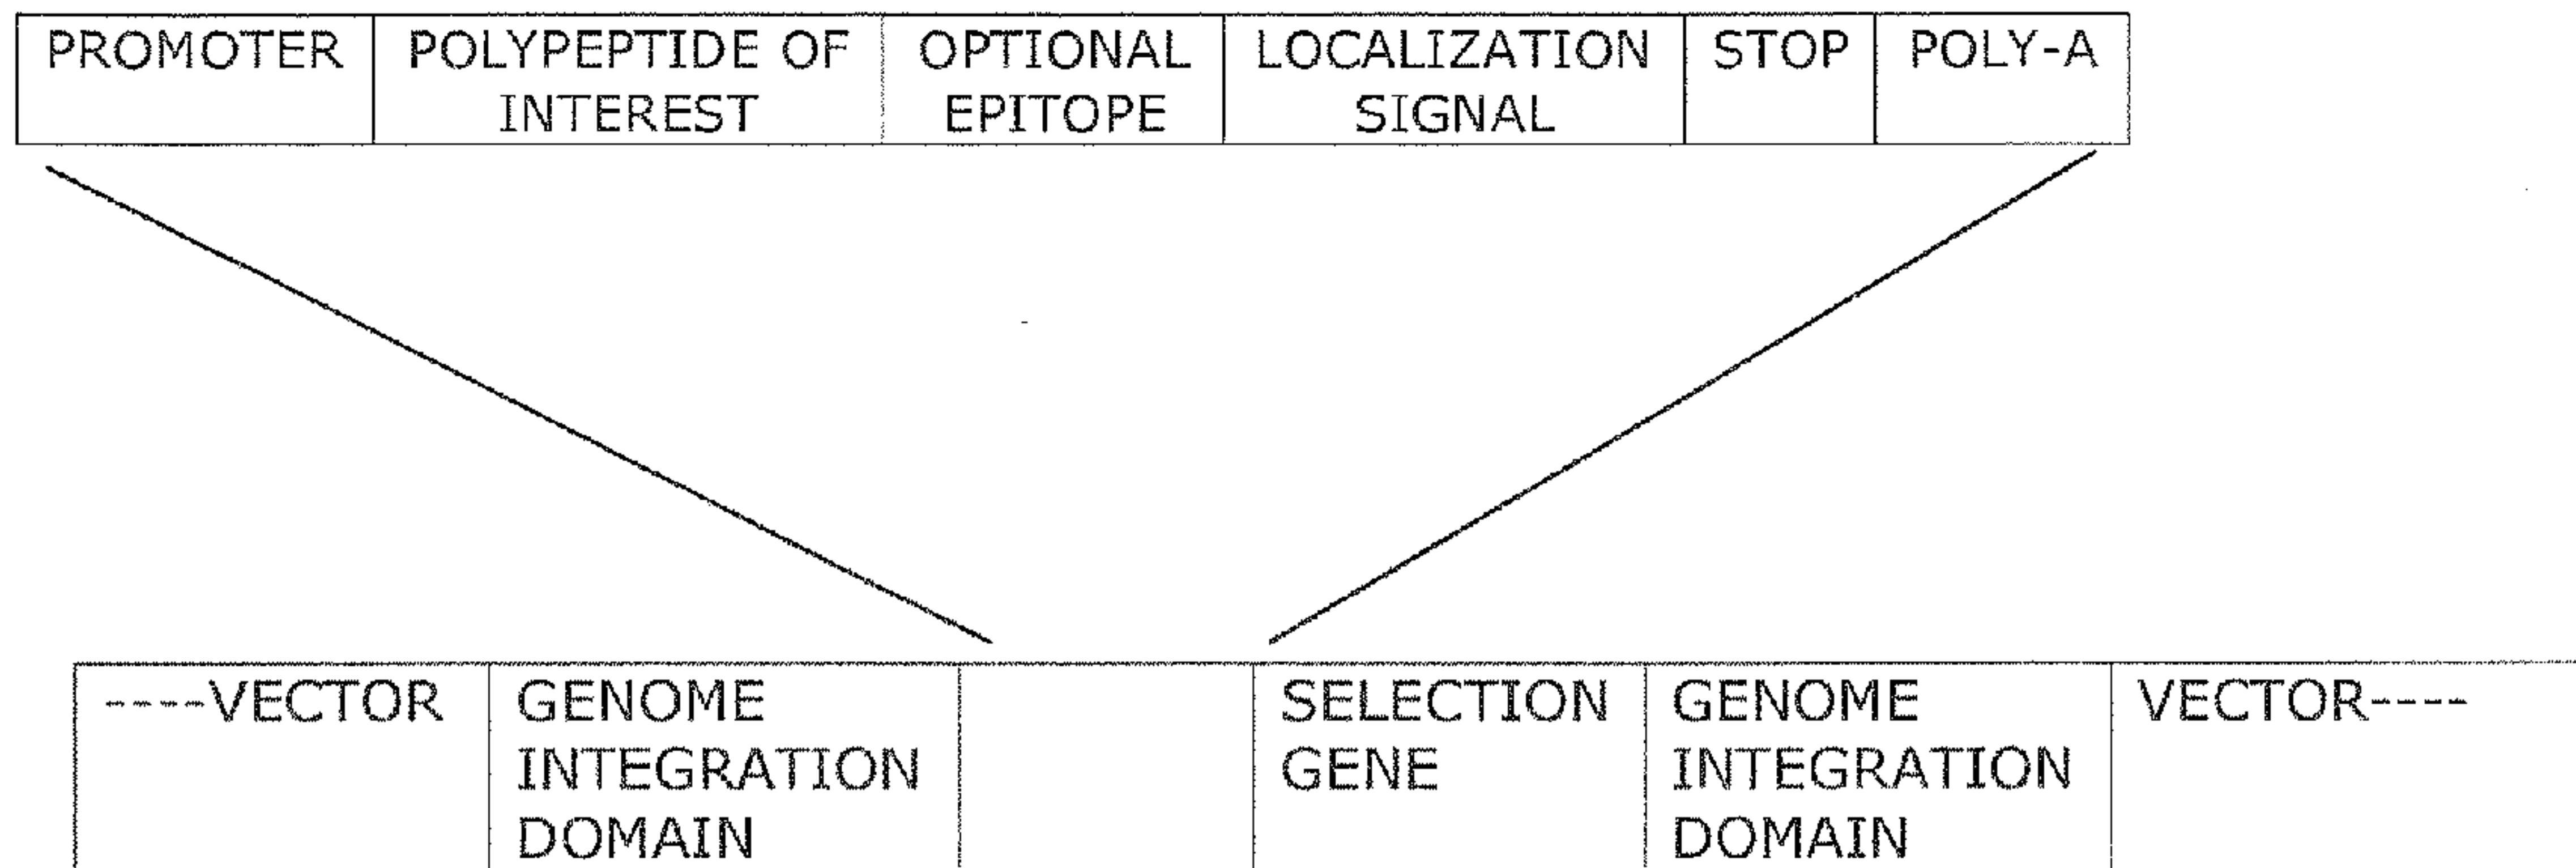 PROMOTER
POLYPEPTIDE OF
INTEREST
OPTIONAL
EPITOPE
LOCALIZATION
SIGNAL
STOP
POLY-A
----VECTOR
GENOME
INTEGRATION
DOMAIN
SELECTION
GENE
GENOME
INTEGRATION
DOMAIN
VECTOR----